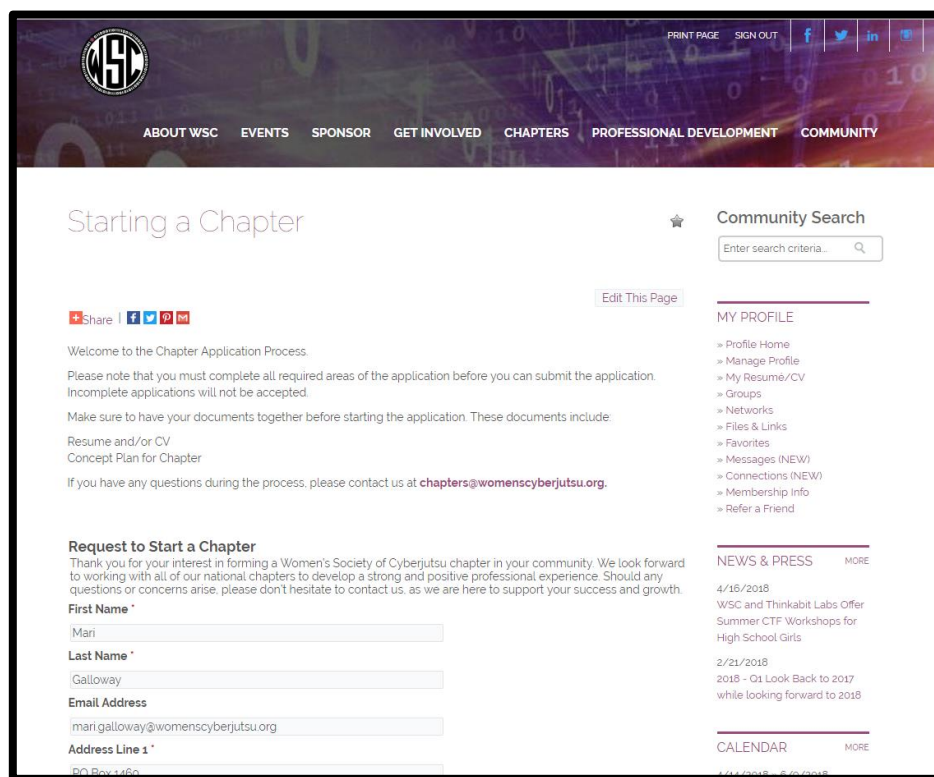 WSC
PRINT PAGE SIGN OUT
ABOUT WSC EVENTS SPONSOR GET INVOLVED CHAPTERS PROFESSIONAL DEVELOPMENT COMMUNITY
Starting a Chapter
Edit This Page
Share |
Welcome to the Chapter Application Process.
Please note that you must complete all required areas of the application before you can submit the application.
Incomplete applications will not be accepted.
Make sure to have your documents together before starting the application. These documents include:
Resume and/or CV
Concept Plan for Chapter
If you have any questions during the process, please contact us at chapters@womenscyberjutsu.org.
Request to Start a Chapter
Thank you for your interest in forming a Women's Society of Cyberjutsu chapter in your community. We look forward
to working with all of our national chapters to develop a strong and positive professional experience. Should any
questions or concerns arise, please don't hesitate to contact us, as we are here to support your success and growth.
First Name *
Mari
Last Name *
Galloway
Email Address
mari.galloway@womenscyberjutsu.org
Address Line 1 *
PO Box 1460
Community Search
Enter search criteria...
MY PROFILE
» Profile Home
» Manage Profile
» My Resumé/CV
» Groups
» Networks
» Files & Links
» Favorites
» Messages (NEW)
» Connections (NEW)
» Membership Info
» Refer a Friend
NEWS & PRESS MORE
4/16/2018
WSC and Thinkabit Labs Offer
Summer CTF Workshops for
High School Girls
2/21/2018
2018 - Q1 Look Back to 2017
while looking forward to 2018
CALENDAR MORE
4/14/2018 » 6/9/2018